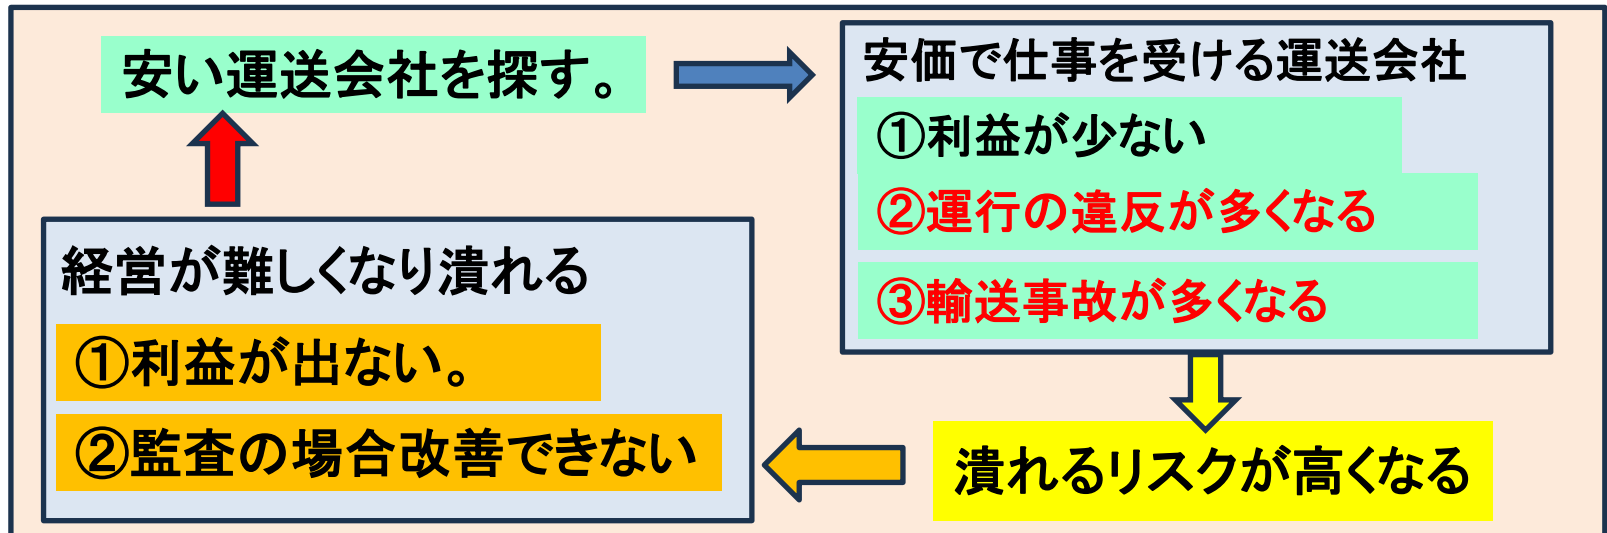 安い運送会社を探す。
安価で仕事を受ける運送会社
①利益が少ない
②運行の違反が多くなる
③輸送事故が多くなる
潰れるリスクが高くなる
経営が難しくなり潰れる
①利益が出ない。
②監査の場合改善できない